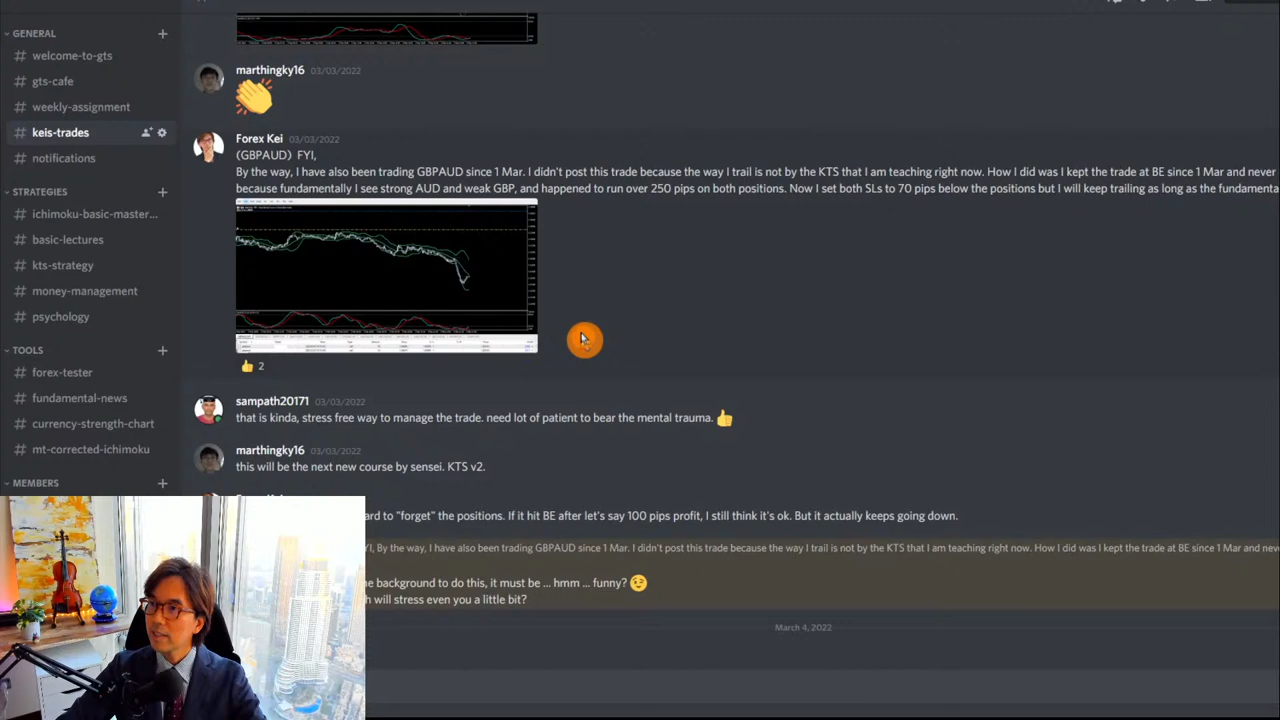 GENERAL
# welcome-to-gts
# gts-cafe
# weekly-assignment
# keis-trades
# notifications
STRATEGIES
# ichimoku-basic-master...
# basic-lectures
# kts-strategy
# money-management
# psychology
TOOLS
# forex-tester
# fundamental-news
# currency-strength-chart
# mt-corrected-ichimoku
MEMBERS
marthingky16 03/03/2022
Forex Kei 03/03/2022
(GBPAUD) FYI,
By the way, I have also been trading GBPAUD since 1 Mar. I didn't post this trade because the way I trail is not by the KTS that I am teaching right now. How I did was I kept the trade at BE since 1 Mar and never
because fundamentally I see strong AUD and weak GBP, and happened to run over 250 pips on both positions. Now I set both SLs to 70 pips below the positions but I will keep trailing as long as the fundamenta
2
sampath20171 03/03/2022
that is kinda, stress free way to manage the trade. need lot of patient to bear the mental trauma.
marthingky16 03/03/2022
this will be the next new course by sensei. KTS v2.
ard to "forget" the positions. If it hit BE after let's say 100 pips profit, I still think it's ok. But it actually keeps going down.
YI, By the way, I have also been trading GBPAUD since 1 Mar. I didn't post this trade because the way I trail is not by the KTS that I am teaching right now. How I did was I kept the trade at BE since 1 Mar and neve
e background to do this, it must be ... hmm ... funny?
h will stress even you a little bit?
March 4, 2022